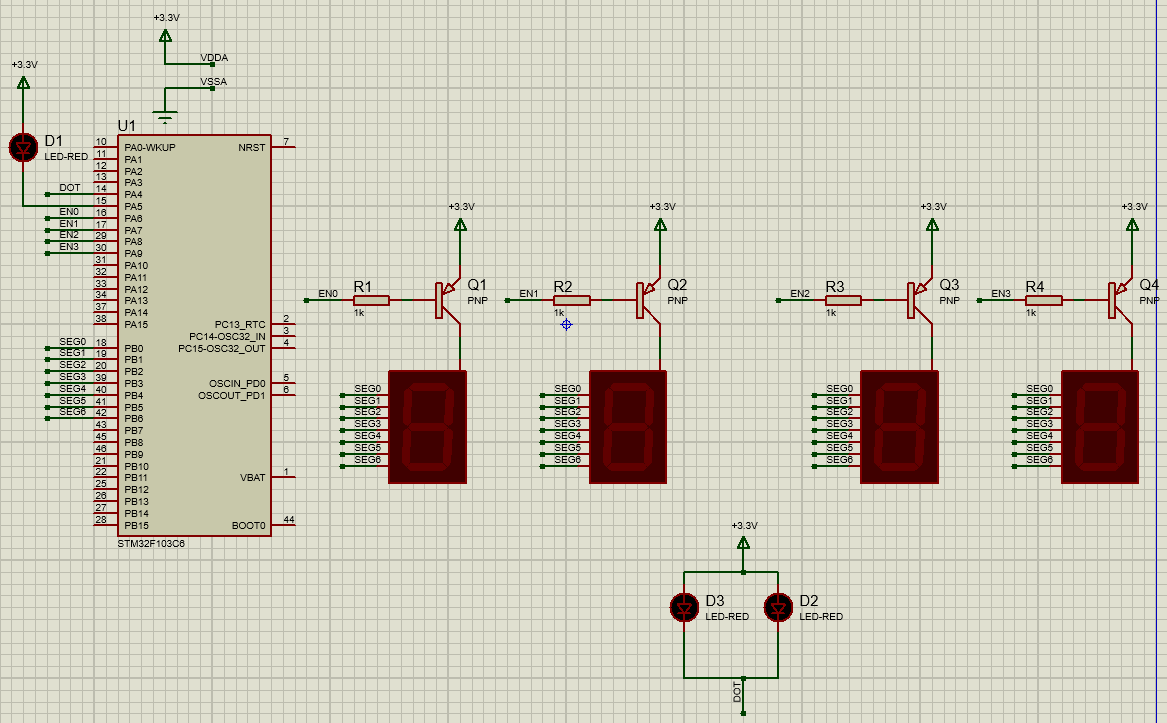 +3.3V
VDDA
VSSA
+3.3V
D1
LED-RED
U1
10 PA0-WKUP
11 PA1
12 PA2
13 PA3
DOT 14 PA4
15 PA5
EN0 16 PA6
EN1 17 PA7
EN2 29 PA8
EN3 30 PA9
31 PA10
32 PA11
33 PA12
34 PA13
37 PA14
38 PA15
SEG0 18 PB0
SEG1 19 PB1
SEG2 20 PB2
SEG3 39 PB3
SEG4 40 PB4
SEG5 41 PB5
SEG6 42 PB6
43 PB7
45 PB8
46 PB9
21 PB10
22 PB11
25 PB12
26 PB13
27 PB14
28 PB15
NRST 7
PC13_RTC 2
PC14-OSC32_IN 3
PC15-OSC32_OUT 4
OSCIN_PD0 5
OSCOUT_PD1 6
VBAT 1
BOOT0 44
STM32F103C6
+3.3V
EN0
R1
1k
Q1
PNP
SEG0
SEG1
SEG2
SEG3
SEG4
SEG5
SEG6
+3.3V
EN1
R2
1k
Q2
PNP
SEG0
SEG1
SEG2
SEG3
SEG4
SEG5
SEG6
+3.3V
EN2
R3
1k
Q3
PNP
SEG0
SEG1
SEG2
SEG3
SEG4
SEG5
SEG6
+3.3V
EN3
R4
1k
Q4
PNP
SEG0
SEG1
SEG2
SEG3
SEG4
SEG5
SEG6
+3.3V
D3
LED-RED
D2
LED-RED
DOT